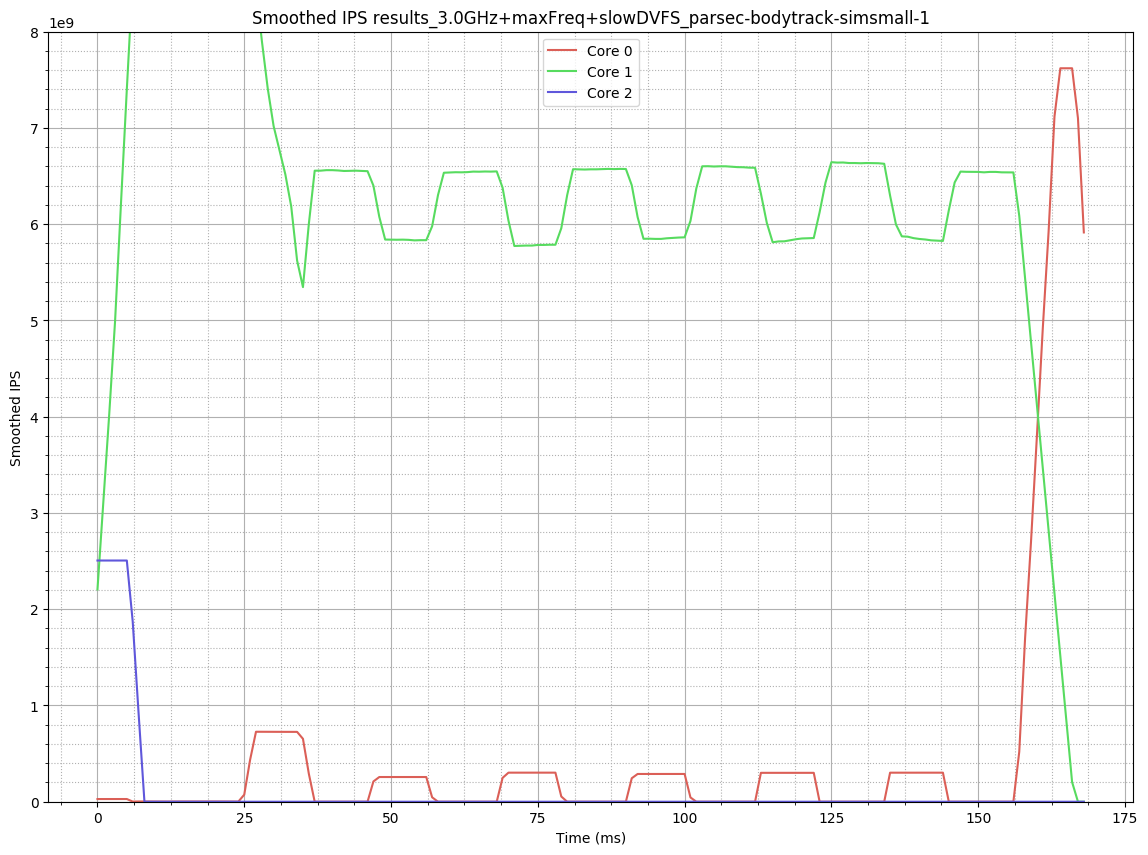 Smoothed IPS results_3.0GHz+maxFreq+slowDVFS_parsec-bodytrack-simsmall-1
1e9
8
7
6
5
4
3
2
1
0
Smoothed IPS
Core 0
Core 1
Core 2
0 25 50 75 100 125 150 175
Time (ms)